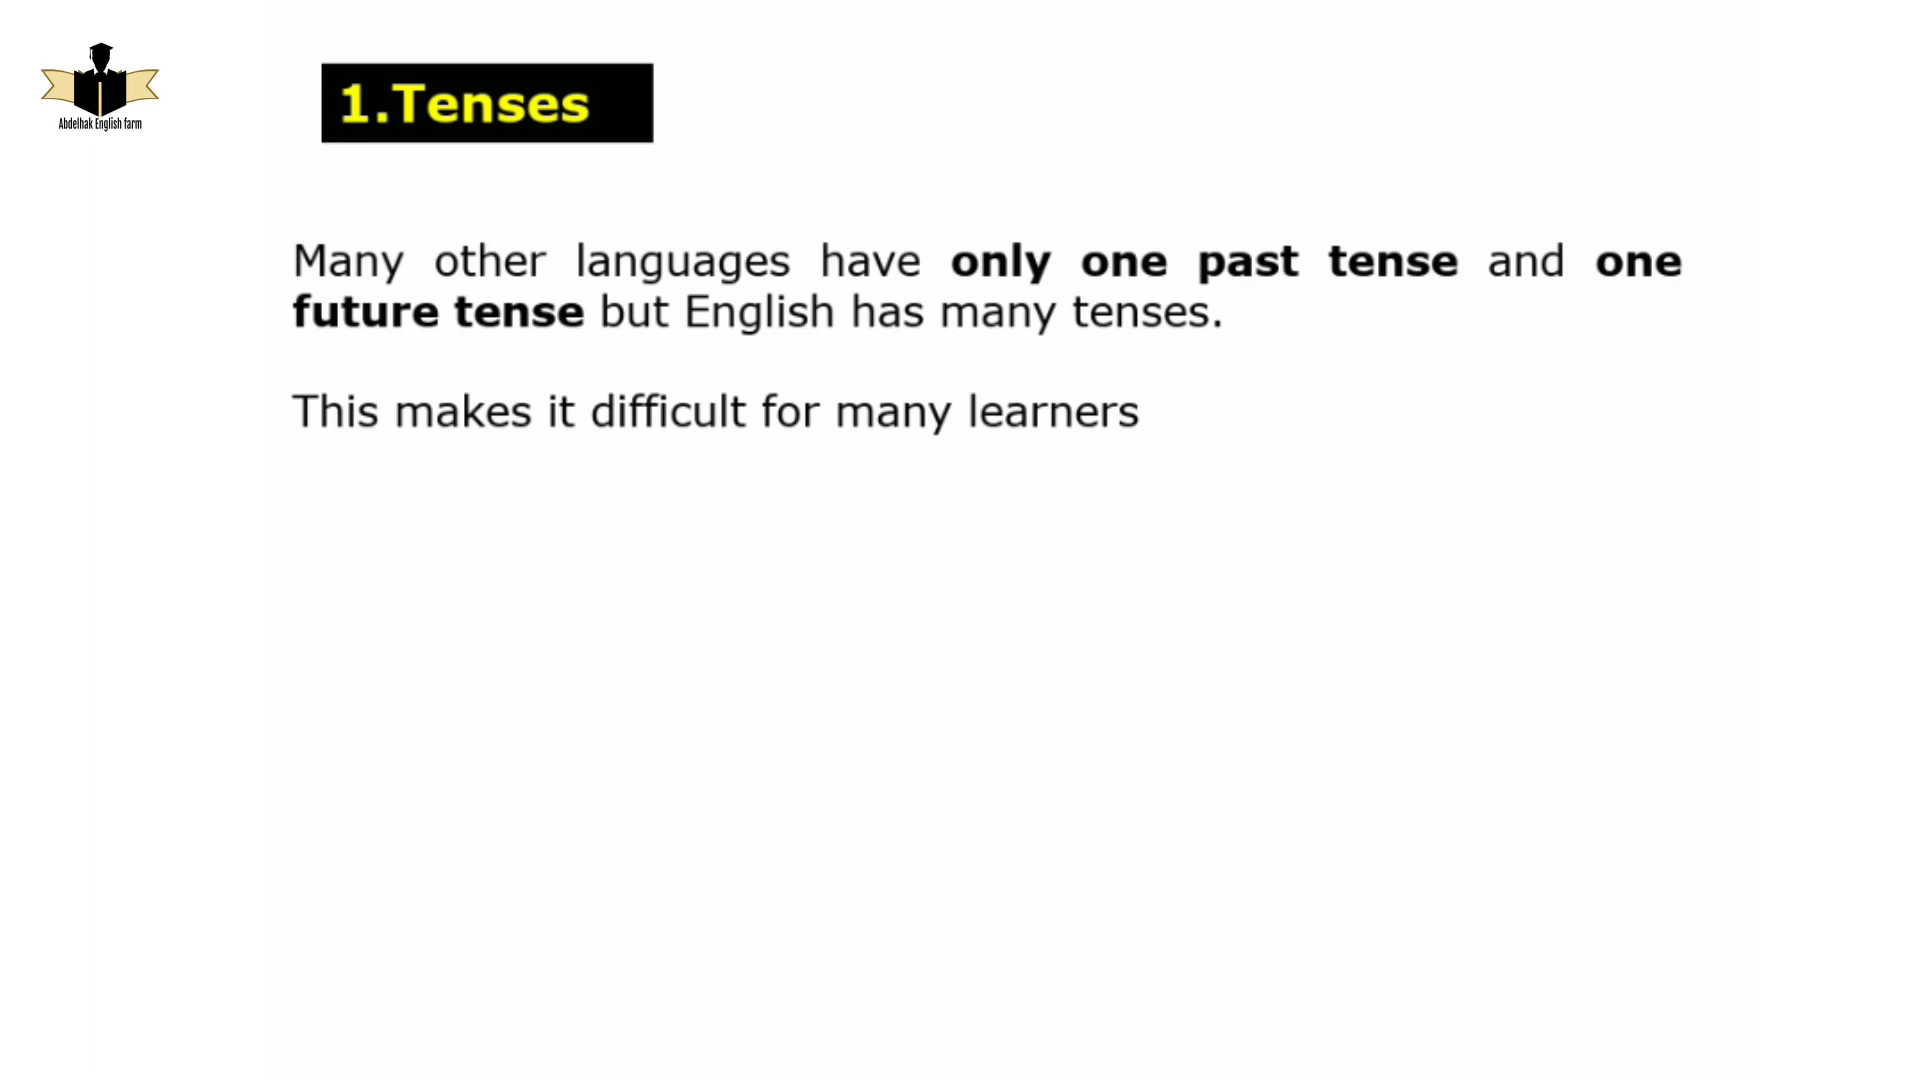 Abdelhak English farm
1.Tenses
Many other languages have only one past tense and one
future tense but English has many tenses.
This makes it difficult for many learners